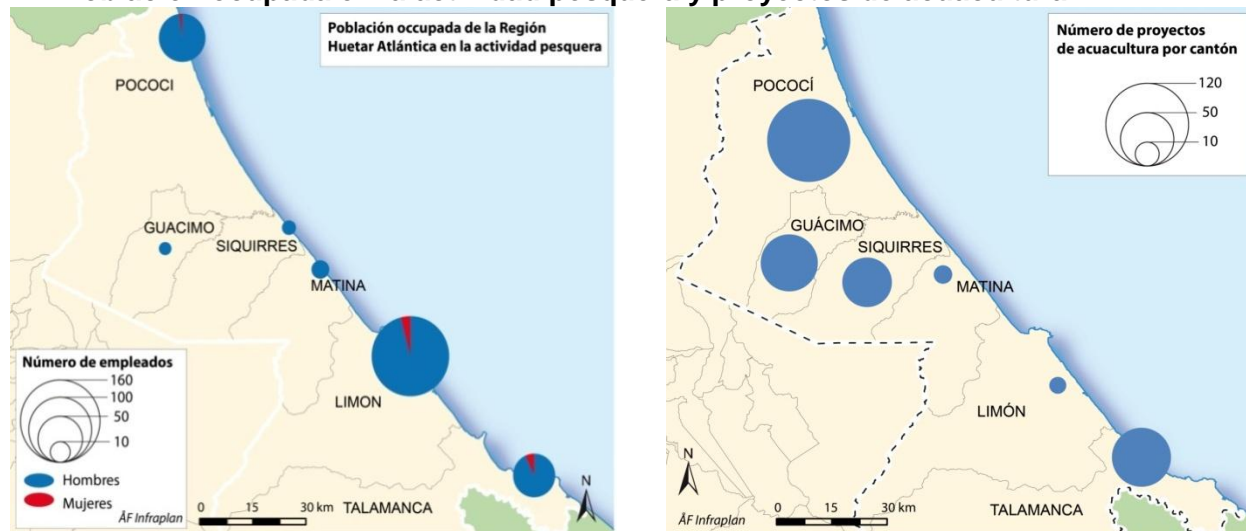 Población ocupada de la Región
Huetar Atlántica en la actividad pesquera
POCOCI
GUACIMO
SIQUIRRES
MATINA
LIMON
TALAMANCA
Número de empleados
160
100
50
10
Hombres
Mujeres
ÅF Infraplan
0 15 30 km
N
Número de proyectos
de acuacultura por cantón
120
50
10
POCOCÍ
GUÁCIMO
SIQUIRRES
MATINA
LIMÓN
TALAMANCA
N
ÅF Infraplan
0 15 30 km